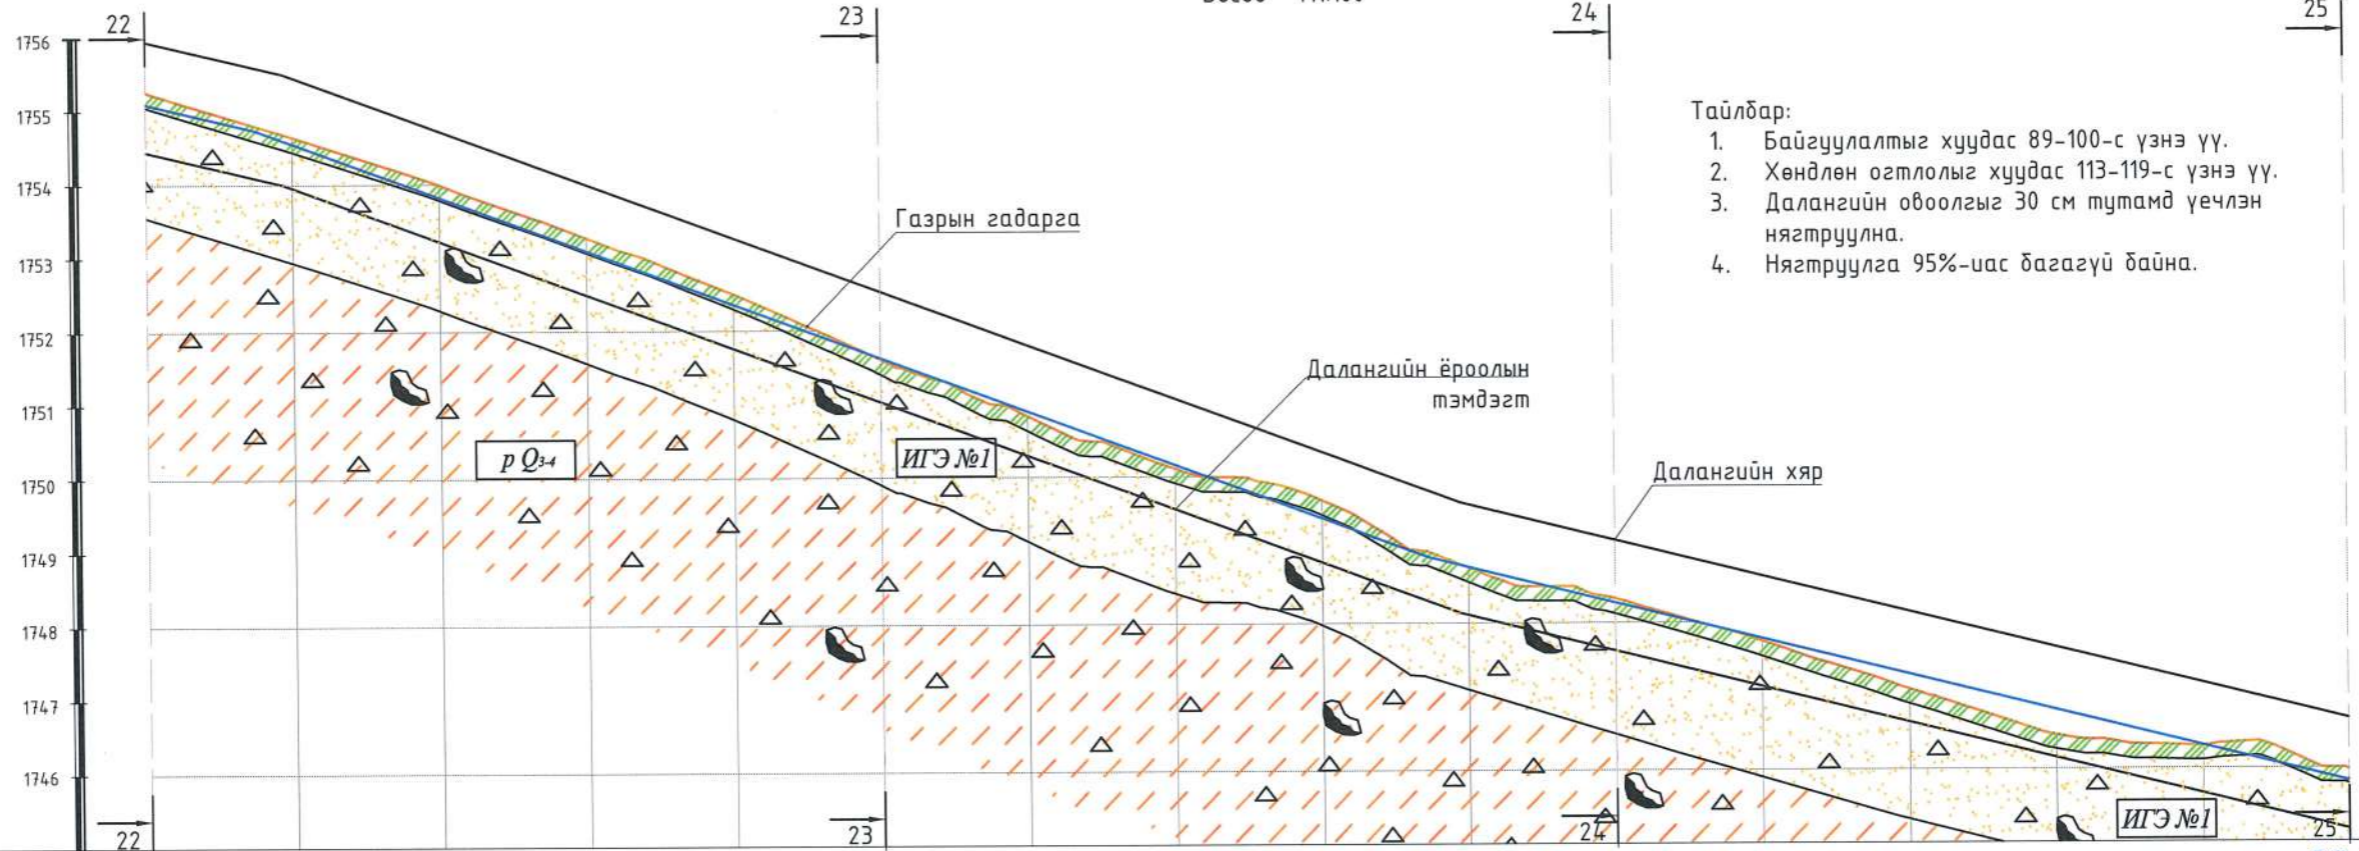 22
23
24
25
1756
1755
1754
1753
1752
1751
1750
1749
1748
1747
1746
Тайлбар:
1. Байгуулалтыг хуудас 89-100-с үзнэ үү.
2. Хөндлөн огтлолыг хуудас 113-119-с үзнэ үү.
3. Далангийн овоолгыг 30 см тутамд үечлэн
нягтруулна.
4. Нягтруулга 95%-иас багагүй байна.
Газрын гадарга
Далангийн ёроолын
тэмдэгт
Далангийн хяр
p Q3-4
ИГЭ №1
ИГЭ №1
22
23
24
25